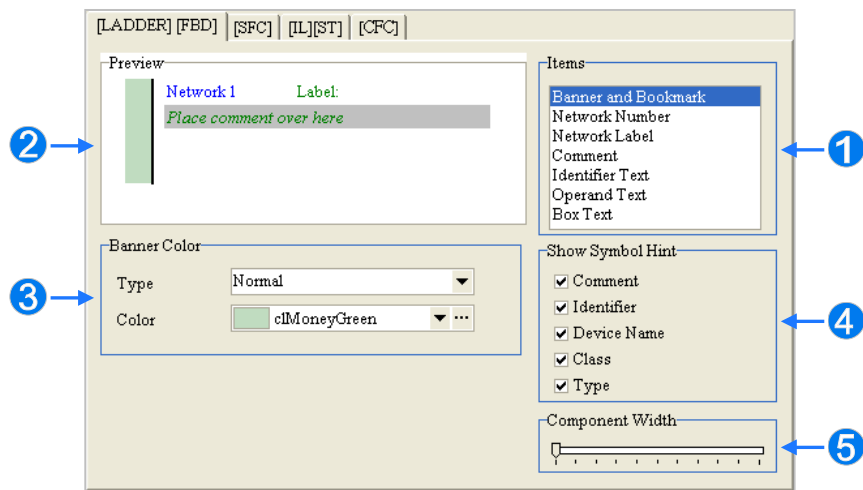 [LADDER] [FBD] [SFC] [IL][ST] [CFC]
Preview
Network 1 Label:
Place comment over here
2
Items
Banner and Bookmark
Network Number
Network Label
Comment
Identifier Text
Operand Text
Box Text
1
Banner Color
Type Normal
Color clMoneyGreen ...
3
Show Symbol Hint
Comment
Identifier
Device Name
Class
Type
4
Component Width
5